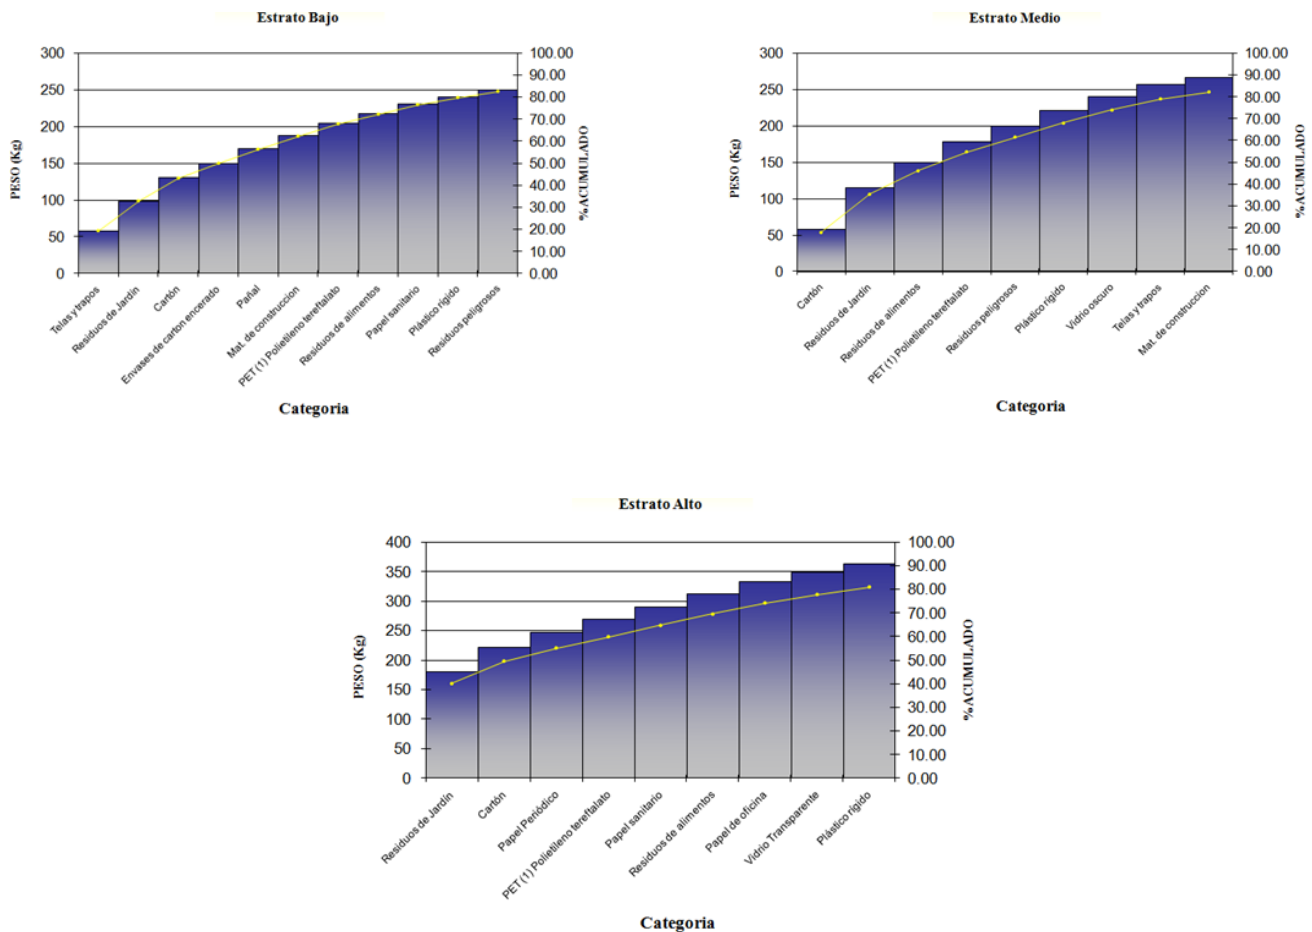 Estrato Bajo
300
250
200
150
100
50
0
PESO (Kg)
100.00
90.00
80.00
70.00
60.00
50.00
40.00
30.00
20.00
10.00
0.00
%ACUMULADO
Telas y trapos
Residuos de Jardín
Cartón
Envases de carton encerado
Pañal
Mat. de construccion
PET (1) Polietileno tereftalato
Residuos de alimentos
Papel sanitario
Plástico rigido
Residuos peligrosos
Categoria
Estrato Medio
300
250
200
150
100
50
0
PESO (Kg)
100.00
90.00
80.00
70.00
60.00
50.00
40.00
30.00
20.00
10.00
0.00
%ACUMULADO
Cartón
Residuos de Jardín
Residuos de alimentos
PET (1) Polietileno tereftalato
Residuos peligrosos
Plástico rigido
Vidrio oscuro
Telas y trapos
Mat. de construccion
Categoria
Estrato Alto
400
350
300
250
200
150
100
50
0
PESO (Kg)
100.00
90.00
80.00
70.00
60.00
50.00
40.00
30.00
20.00
10.00
0.00
%ACUMULADO
Residuos de Jardín
Cartón
Papel Periódico
PET (1) Polietileno tereftalato
Papel sanitario
Residuos de alimentos
Papel de oficina
Vidrio Transparente
Plástico rigido
Categoria